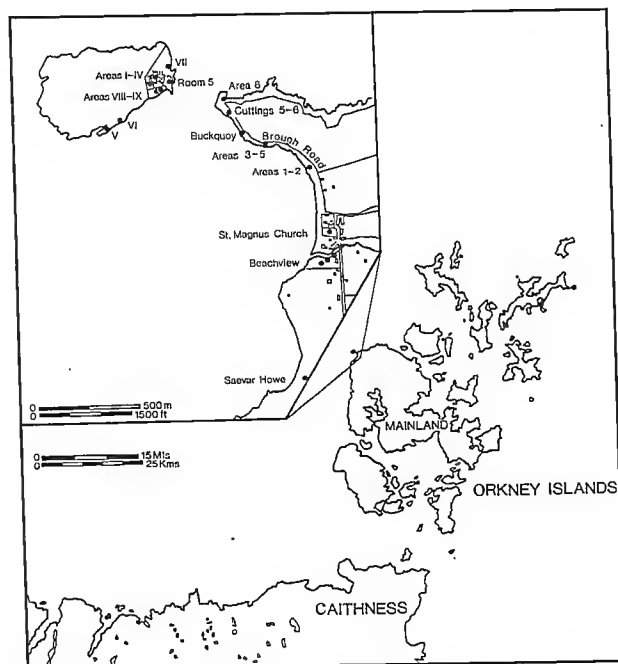 VII
Areas I-IV
Room 5
Areas VIII-IX
VI
V
Area 6
Cuttings 5-6
Buckquoy
Brough Road
Areas 3-5
Areas 1-2
St. Magnus Church
Beachview
Saevar Howe
0 500 m
0 1500 ft
0 15 Mls
0 25 Kms
MAINLAND
ORKNEY ISLANDS
CAITHNESS